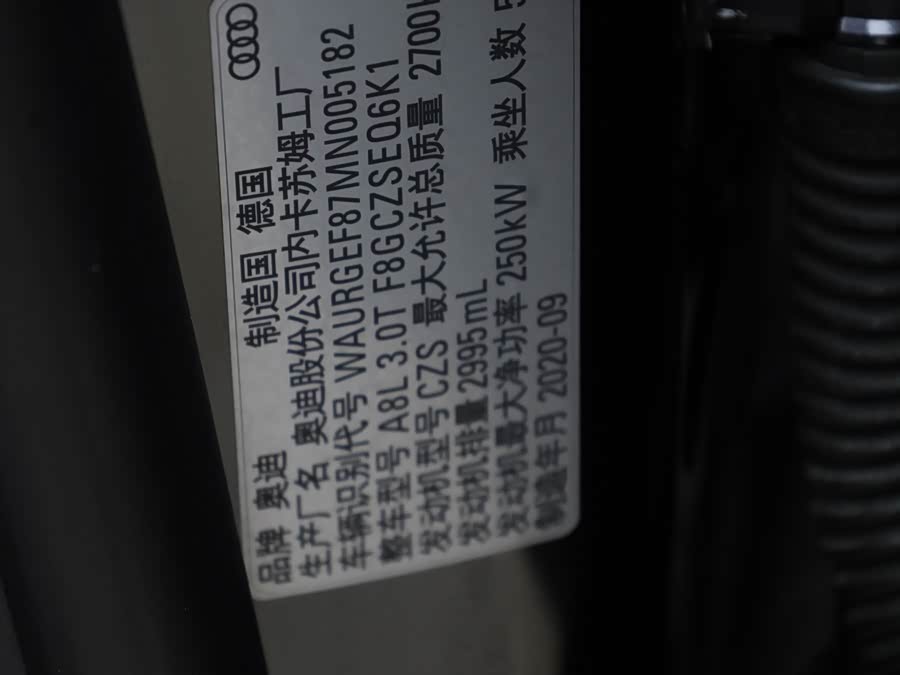 品牌 奥迪 制造国 德国
生产厂名 奥迪股份公司内卡苏姆工厂
车辆识别代号 WAURGEF87MN005182
整车型号 A8L 3.0T F8GCZSEQ6K1
发动机型号 CZS 最大允许总质量 2700k
发动机排量 2995mL
发动机最大净功率 250kW 乘坐人数 5
制造年月 2020-09